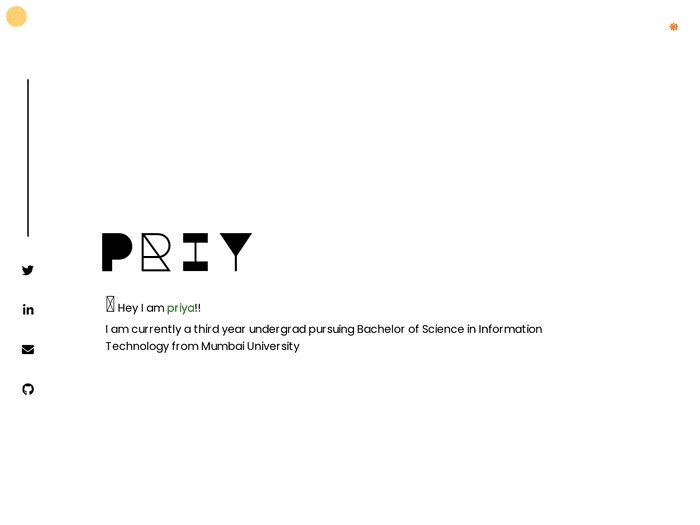 PRIY
Hey I am priya!!
I am currently a third year undergrad pursuing Bachelor of Science in Information
Technology from Mumbai University